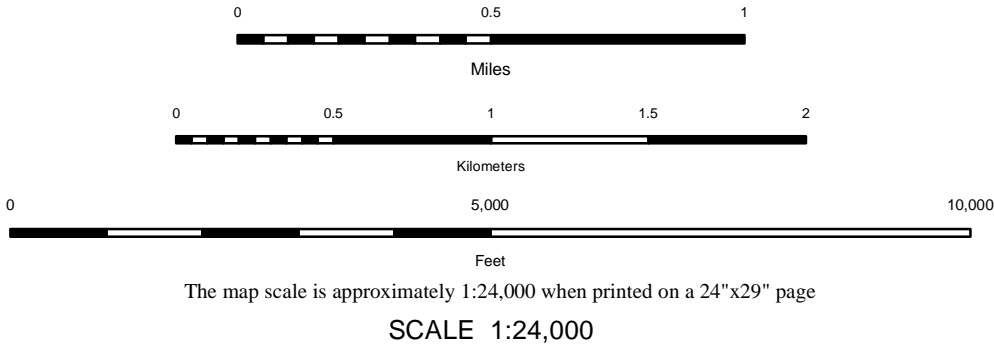 0 0.5 1
Miles
0 0.5 1 1.5 2
Kilometers
0 5,000 10,000
Feet
The map scale is approximately 1:24,000 when printed on a 24"x29" page
SCALE 1:24,000